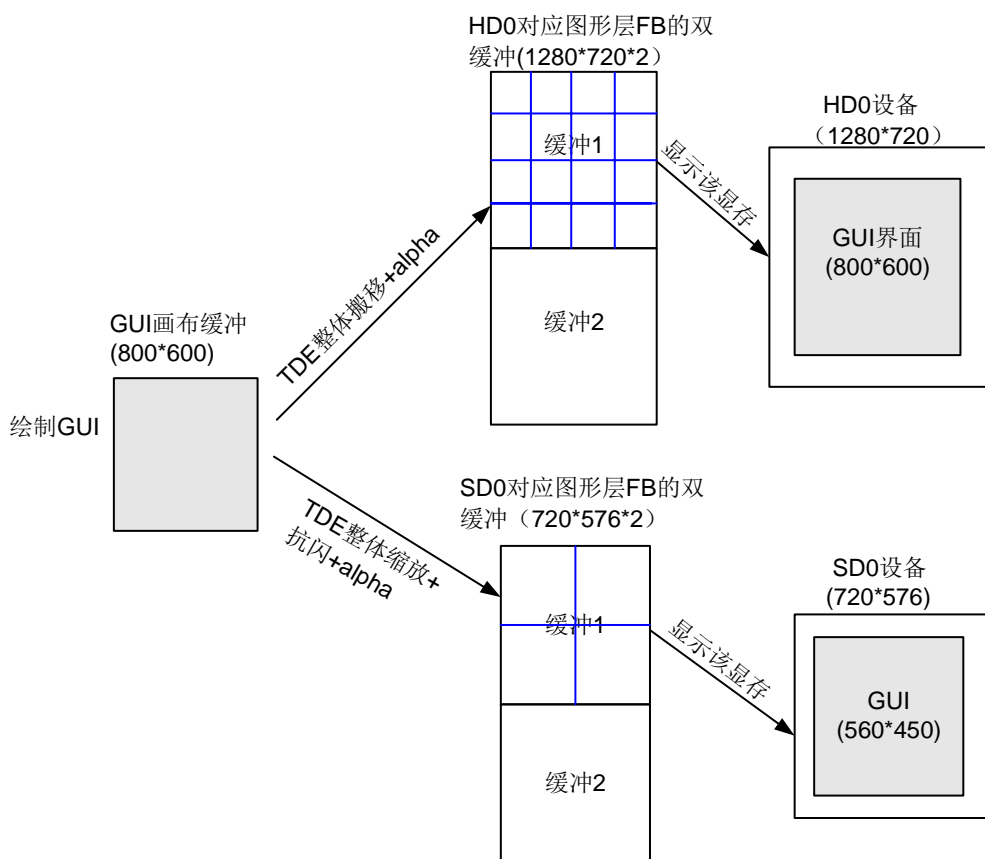 HD0对应图形层FB的双
缓冲(1280*720*2）
缓冲1
缓冲2
显示该显存
HD0设备
（1280*720）
GUI界面
(800*600)
TDE整体搬移+alpha
GUI画布缓冲
(800*600)
绘制GUI
TDE整体缩放+
抗闪+alpha
SD0对应图形层FB的双
缓冲（720*576*2）
缓冲1
缓冲2
显示该显存
SD0设备
(720*576)
GUI
(560*450)